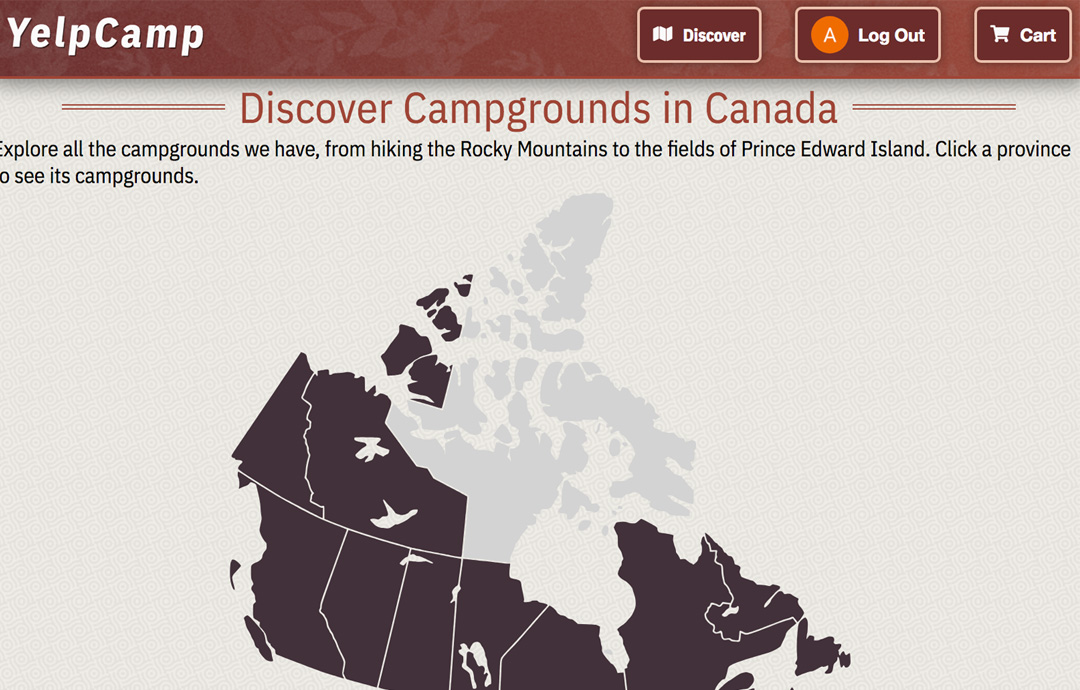 YelpCamp
Discover
A
Log Out
Cart
Discover Campgrounds in Canada
Explore all the campgrounds we have, from hiking the Rocky Mountains to the fields of Prince Edward Island. Click a province
o see its campgrounds.